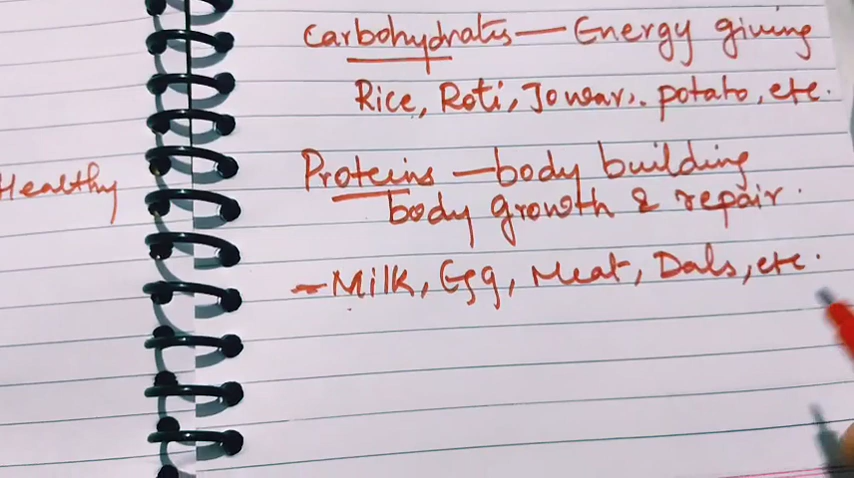 Healthy
Carbohydrates — Energy giving
Rice, Roti, Jowar, potato, etc.
Proteins — body building
body growth & repair.
- Milk, Egg, Meat, Dals, etc.